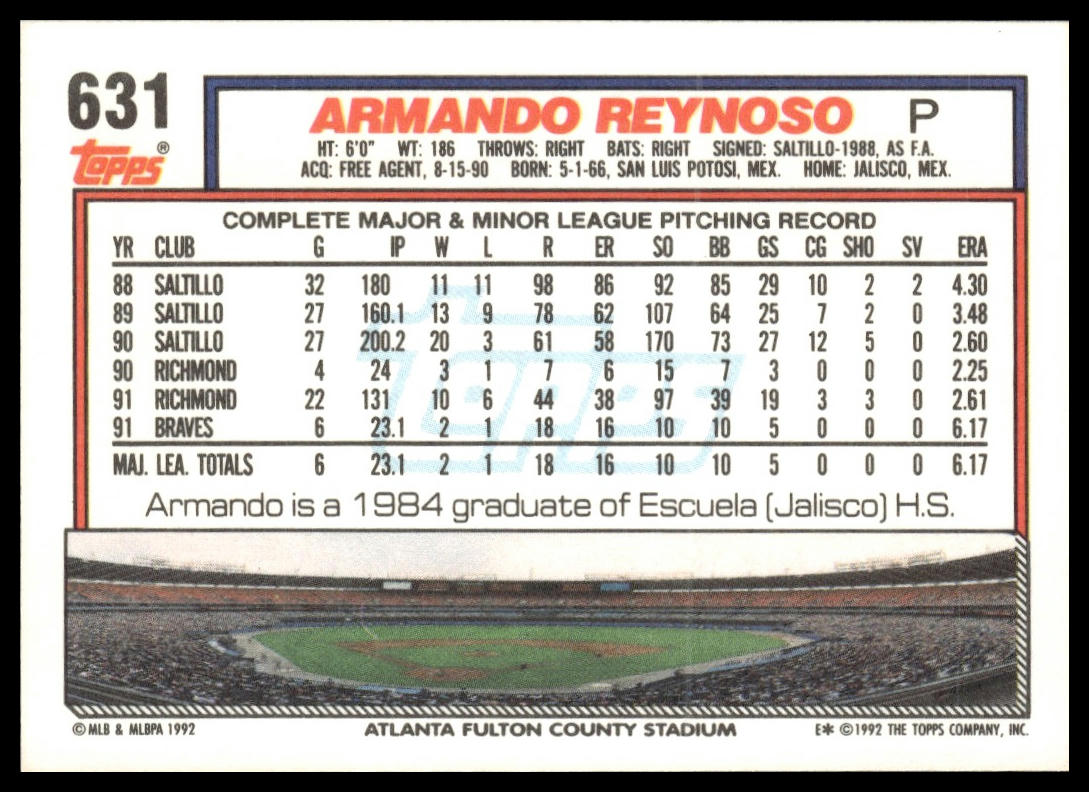 631
Topps®
ARMANDO REYNOSO P
HT: 6'0" WT: 186 THROWS: RIGHT BATS: RIGHT SIGNED: SALTILLO-1988, AS F.A.
ACQ: FREE AGENT, 8-15-90 BORN: 5-1-66, SAN LUIS POTOSI, MEX. HOME: JALISCO, MEX.
COMPLETE MAJOR & MINOR LEAGUE PITCHING RECORD
YR CLUB G IP W L R ER SO BB GS CG SHO SV ERA
88 SALTILLO 32 180 11 11 98 86 92 85 29 10 2 2 4.30
89 SALTILLO 27 160.1 13 9 78 62 107 64 25 7 2 0 3.48
90 SALTILLO 27 200.2 20 3 61 58 170 73 27 12 5 0 2.60
90 RICHMOND 4 24 3 1 7 6 15 7 3 0 0 0 2.25
91 RICHMOND 22 131 10 6 44 38 97 39 19 3 3 0 2.61
91 BRAVES 6 23.1 2 1 18 16 10 10 5 0 0 0 6.17
MAJ. LEA. TOTALS 6 23.1 2 1 18 16 10 10 5 0 0 0 6.17
Topps
Armando is a 1984 graduate of Escuela (Jalisco) H.S.
© MLB & MLBPA 1992 ATLANTA FULTON COUNTY STADIUM E* © 1992 THE TOPPS COMPANY, INC.